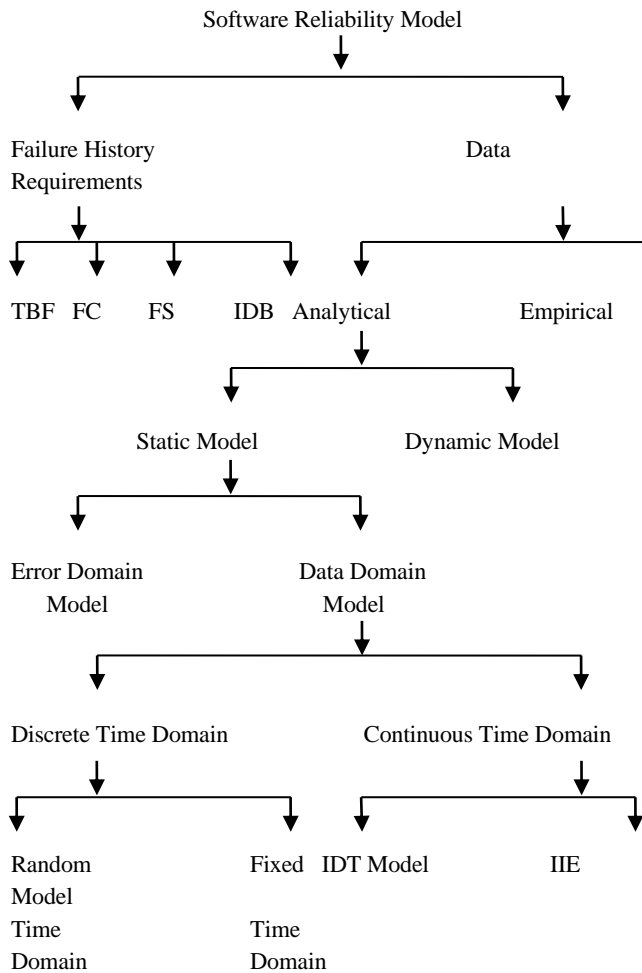 Software Reliability Model
Failure History Data
Requirements
TBF FC FS IDB Analytical Empirical
Static Model Dynamic Model
Error Domain Data Domain
Model Model
Discrete Time Domain Continuous Time Domain
Random Fixed IDT Model IIE
Model
Time Time
Domain Domain